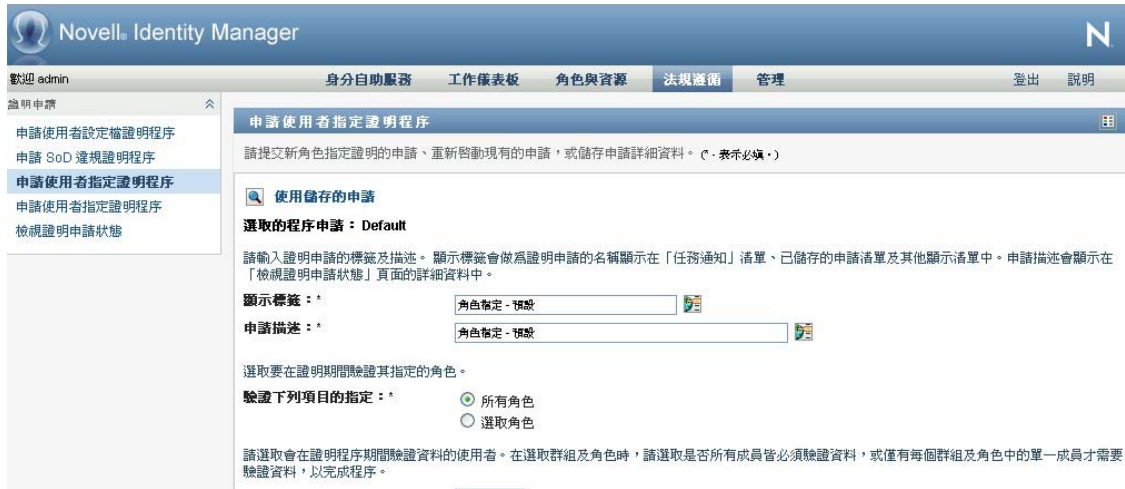 Novell® Identity Manager
N
歡迎 admin
身分自助服務 工作儀表板 角色與資源 法規遵循 管理 登出 說明
證明申請
申請使用者設定檔證明程序
申請 SoD 違規證明程序
申請使用者指定證明程序
申請使用者指定證明程序
檢視證明申請狀態
申請使用者指定證明程序
請提交新角色指定證明的申請、重新啟動現有的申請，或儲存申請詳細資料。 (* - 表示必填。)
使用儲存的申請
選取的程序申請： Default
請輸入證明申請的標籤及描述。 顯示標籤會做為證明申請的名稱顯示在「任務通知」清單、已儲存的申請清單及其他顯示清單中。申請描述會顯示在
「檢視證明申請狀態」頁面的詳細資料中。
顯示標籤：* 角色指定 - 預設
申請描述：* 角色指定 - 預設
選取要在證明期間驗證其指定的角色。
驗證下列項目的指定：* 所有角色
選取角色
請選取會在證明程序期間驗證資料的使用者。在選取群組及角色時，請選取是否所有成員皆必須驗證資料，或僅有每個群組及角色中的單一成員才需要
驗證資料，以完成程序。